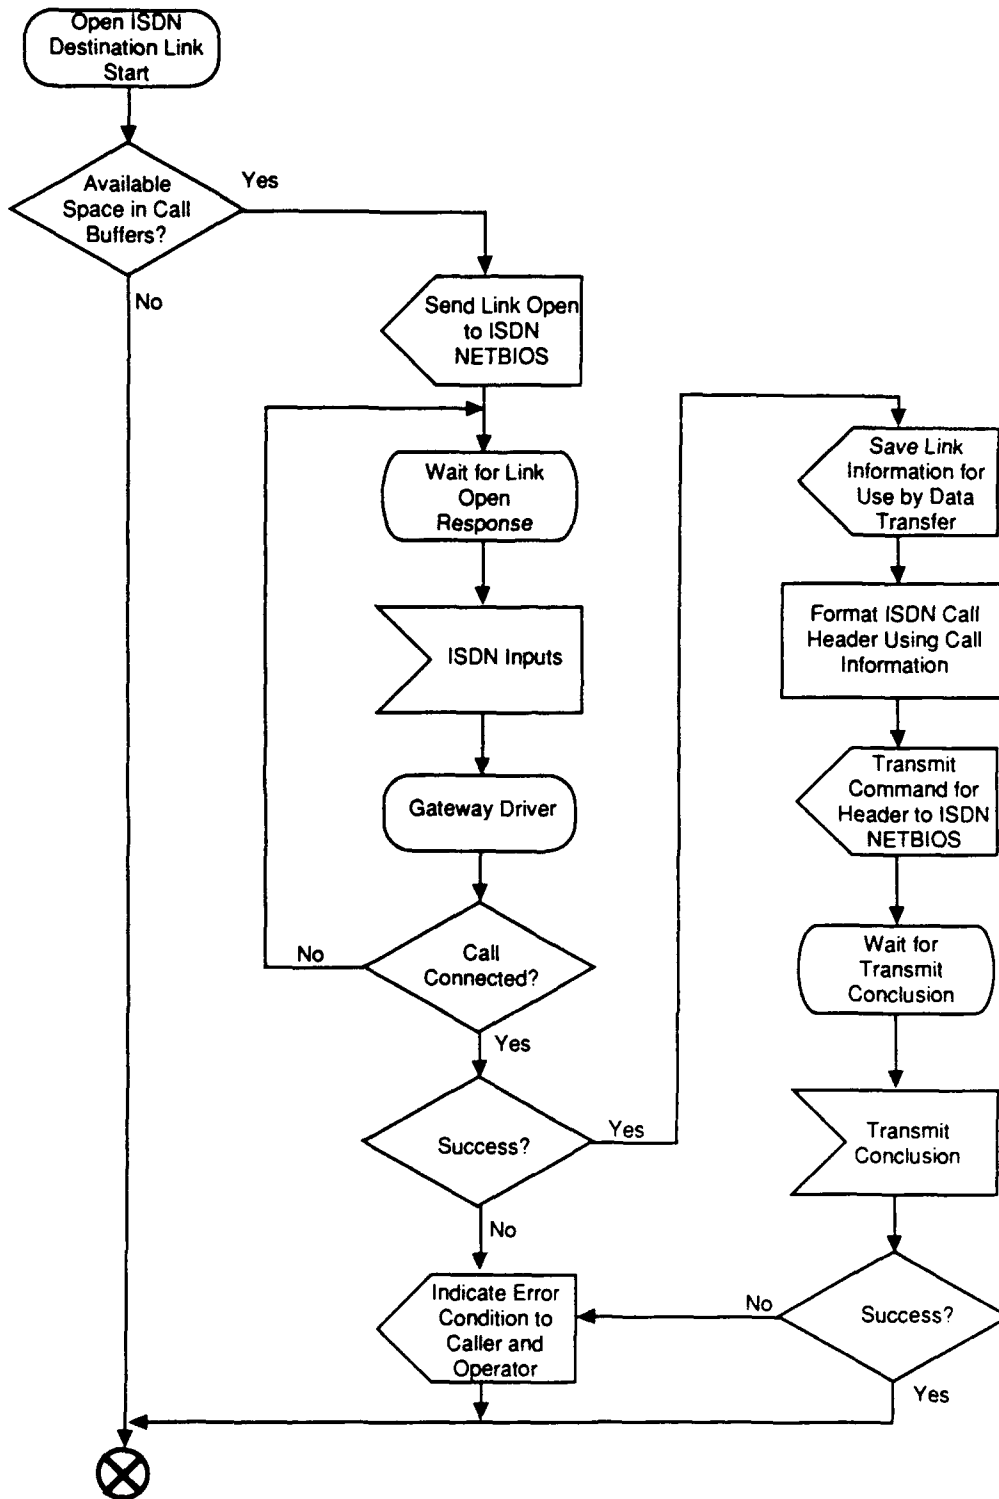 Open ISDN
Destination Link
Start
Available
Space in Call
Buffers?
Yes
No
Send Link Open
to ISDN
NETBIOS
Wait for Link
Open
Response
ISDN Inputs
Gateway Driver
Call
Connected?
No
Yes
Success?
Yes
No
Indicate Error
Condition to
Caller and
Operator
Save Link
Information for
Use by Data
Transfer
Format ISDN Call
Header Using Call
Information
Transmit
Command for
Header to ISDN
NETBIOS
Wait for
Transmit
Conclusion
Transmit
Conclusion
Success?
No
Yes